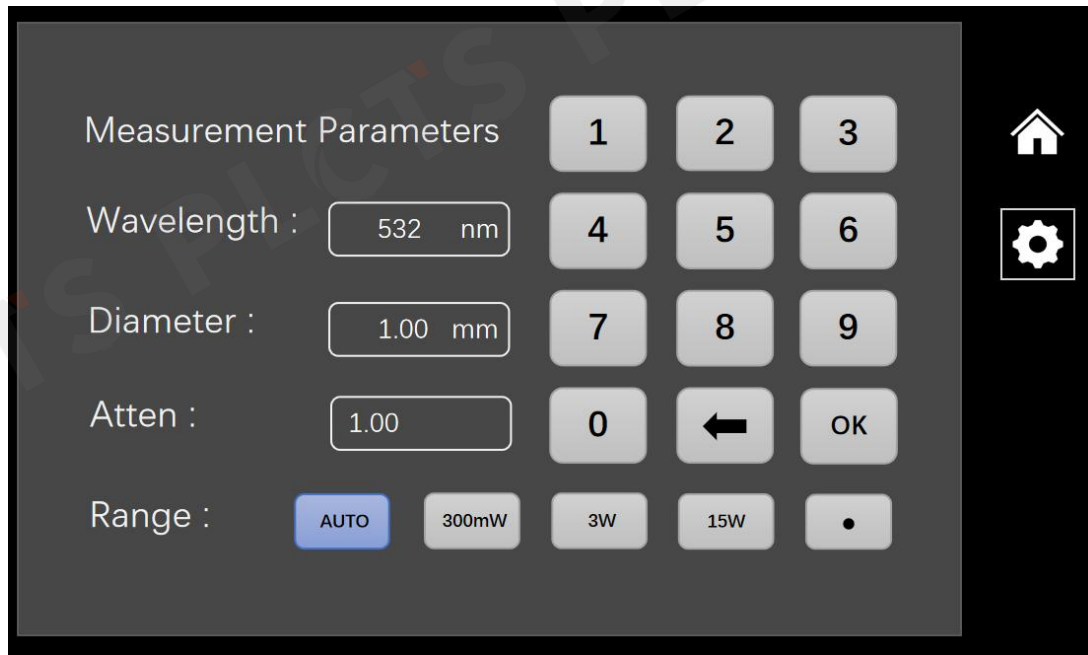 Measurement Parameters 1 2 3
Wavelength : 532 nm 4 5 6
Diameter : 1.00 mm 7 8 9
Atten : 1.00 0 OK
Range : AUTO 300mW 3W 15W •